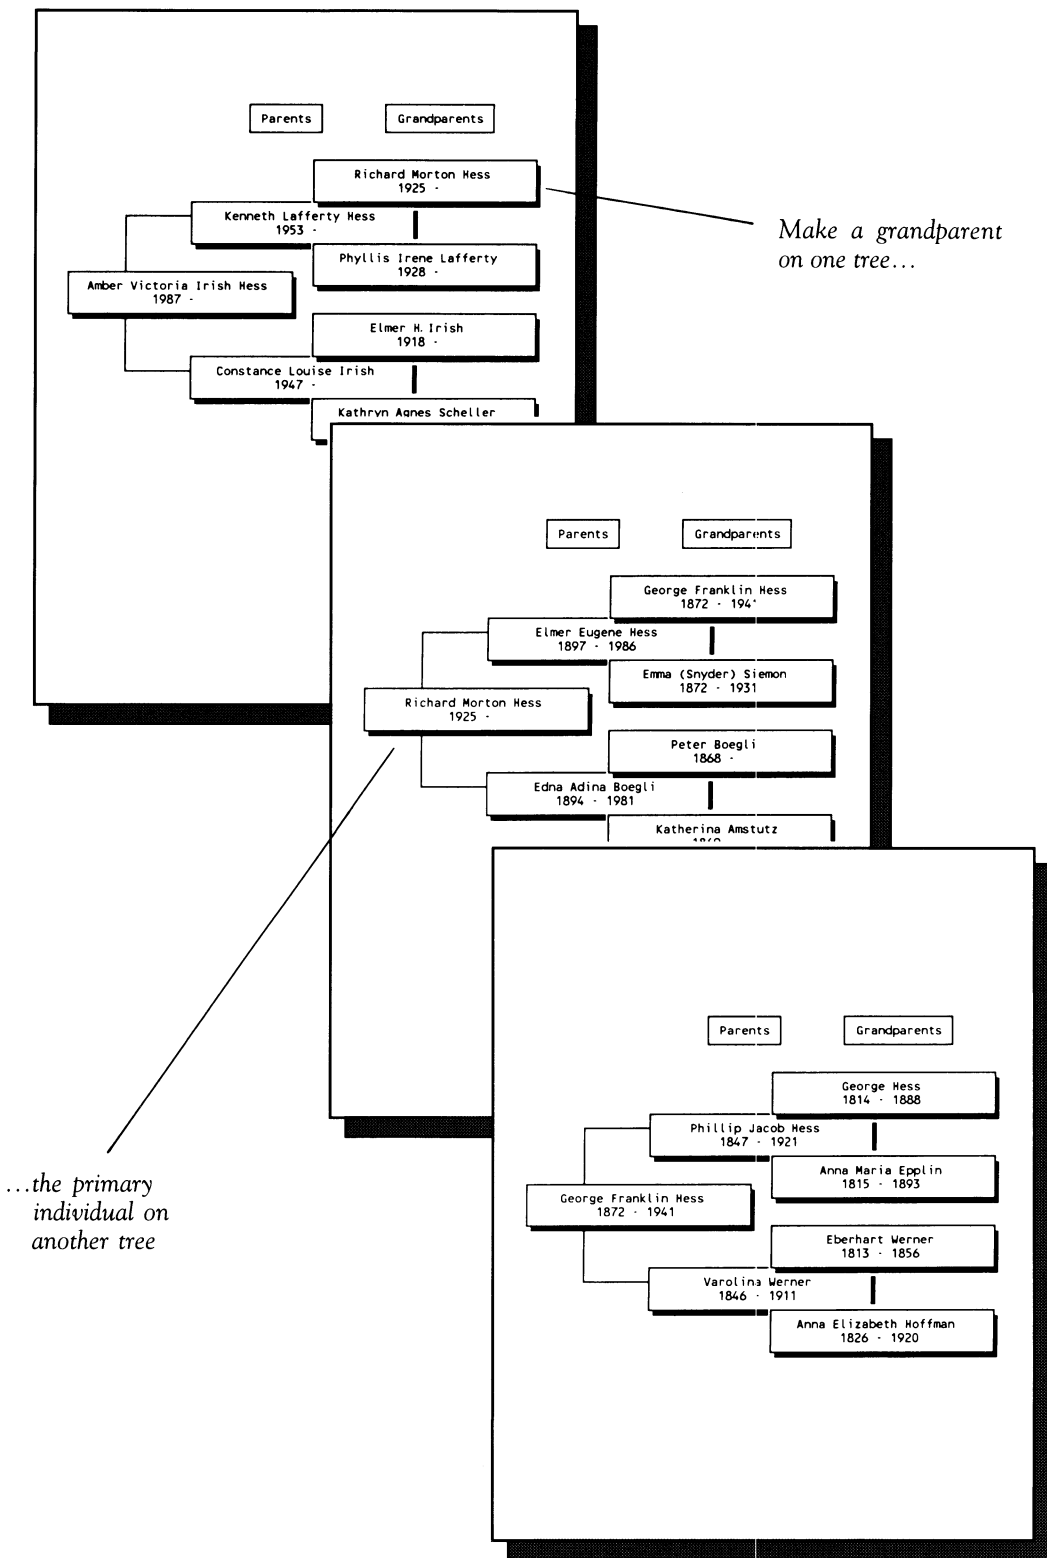 Parents
Grandparents
Richard Morton Hess
1925 -
Kenneth Lafferty Hess
1953 -
Phyllis Irene Lafferty
1928 -
Amber Victoria Irish Hess
1987 -
Elmer H. Irish
1918 -
Constance Louise Irish
1947 -
Kathryn Agnes Scheller
Make a grandparent
on one tree...
Parents
Grandparents
George Franklin Hess
1872 - 194
Elmer Eugene Hess
1897 - 1986
Emma (Snyder) Siemon
1872 - 1931
Richard Morton Hess
1925 -
Peter Boegli
1868 -
Edna Adina Boegli
1894 - 1981
Katherina Amstutz
...the primary
individual on
another tree
Parents
Grandparents
George Hess
1814 - 1888
Phillip Jacob Hess
1847 - 1921
Anna Maria Epplin
1815 - 1893
George Franklin Hess
1872 - 1941
Eberhart Werner
1813 - 1856
Varolina Werner
1846 - 1911
Anna Elizabeth Hoffman
1826 - 1920